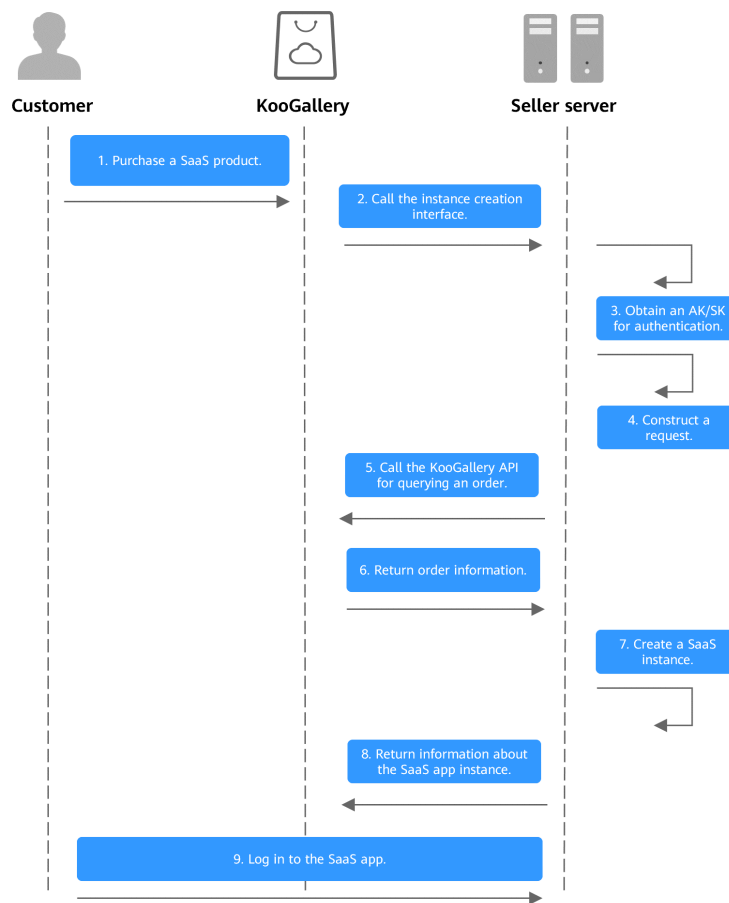 Customer
KooGallery
Seller server
1. Purchase a SaaS product.
2. Call the instance creation
interface.
3. Obtain an AK/SK
for authentication.
4. Construct a
request.
5. Call the KooGallery API
for querying an order.
6. Return order information.
7. Create a SaaS
instance.
8. Return information about
the SaaS app instance.
9. Log in to the SaaS app.